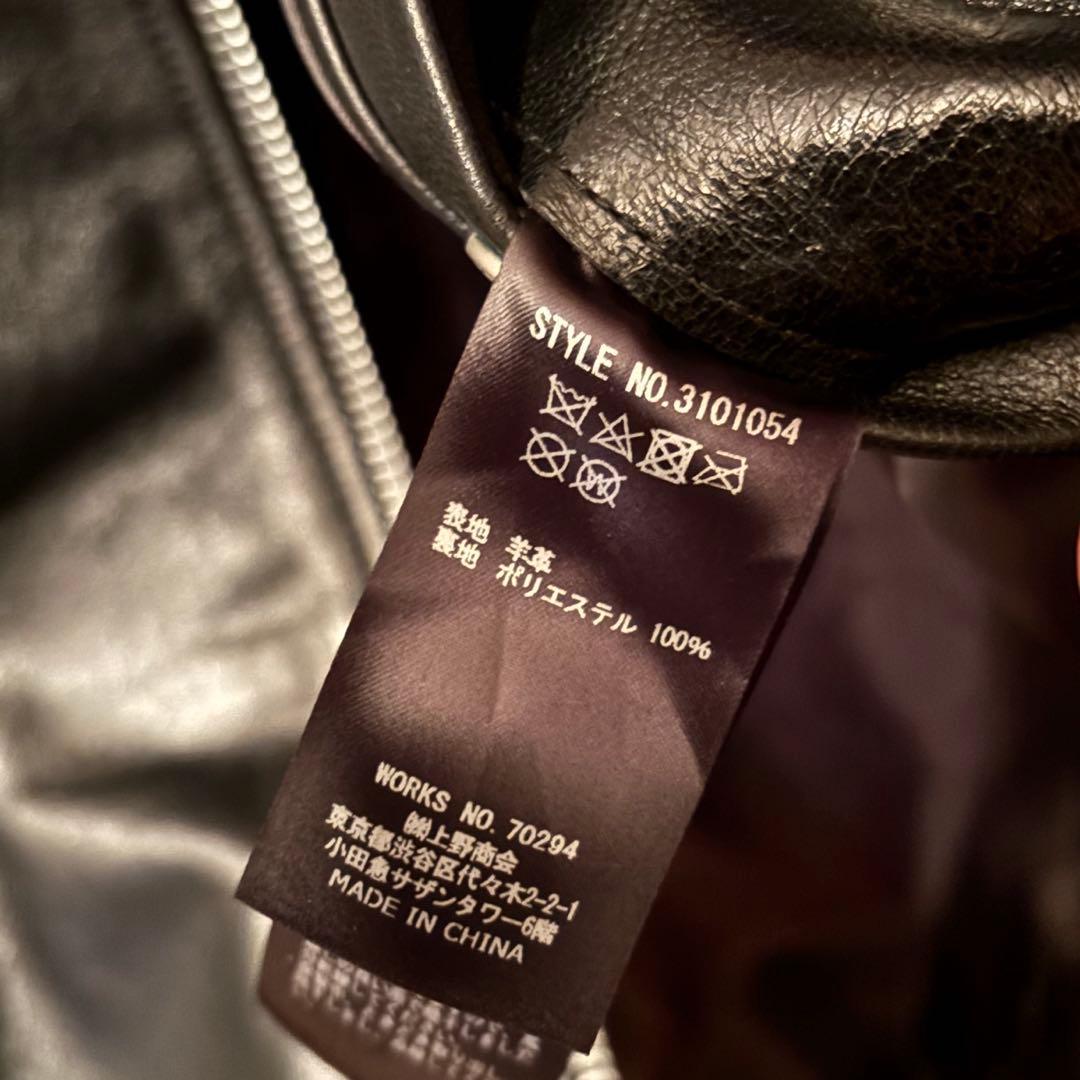 STYLE NO.3101054
表地 羊革
裏地 ポリエステル 100%
WORKS NO. 70294
㈱上野商会
東京都渋谷区代々木2-2-1
小田急サザンタワー6階
MADE IN CHINA